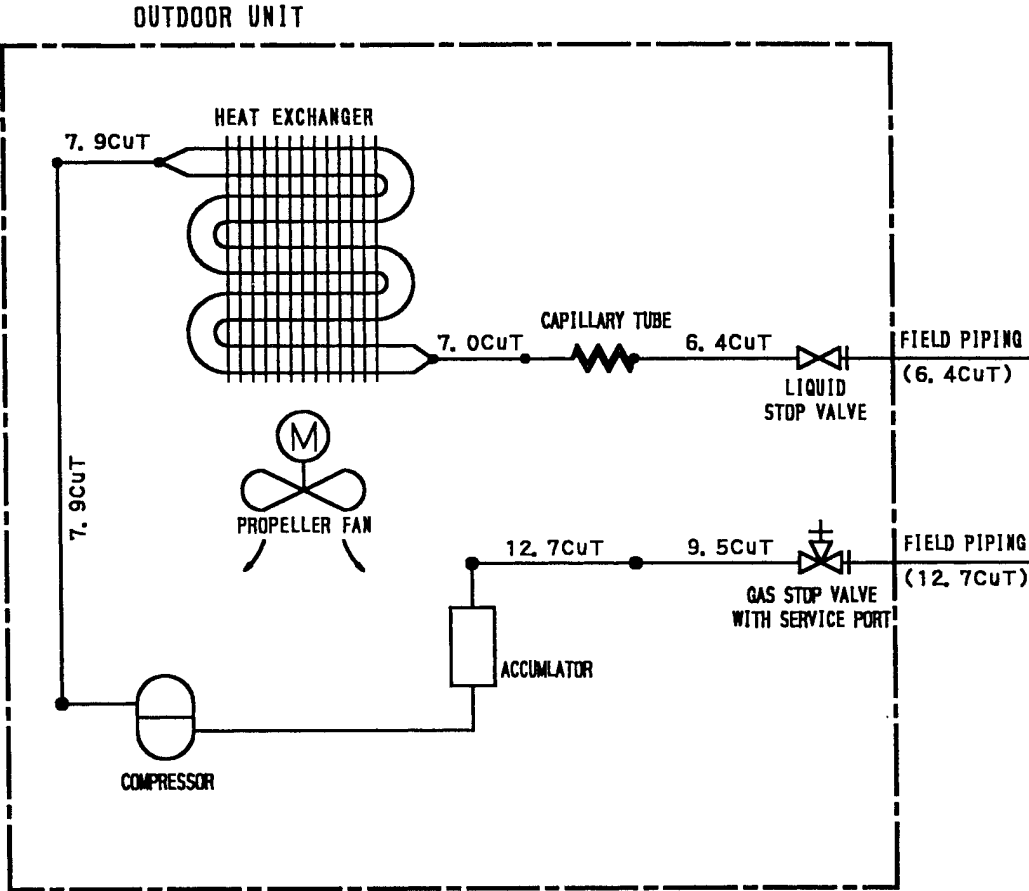 OUTDOOR UNIT
HEAT EXCHANGER
7. 9CuT
CAPILLARY TUBE
7. 0CuT
6. 4CuT
FIELD PIPING
(6. 4CuT)
LIQUID
STOP VALVE
M
7. 9CuT
PROPELLER FAN
12. 7CuT
9. 5CuT
FIELD PIPING
(12. 7CuT)
GAS STOP VALVE
WITH SERVICE PORT
ACCUMLATOR
COMPRESSOR